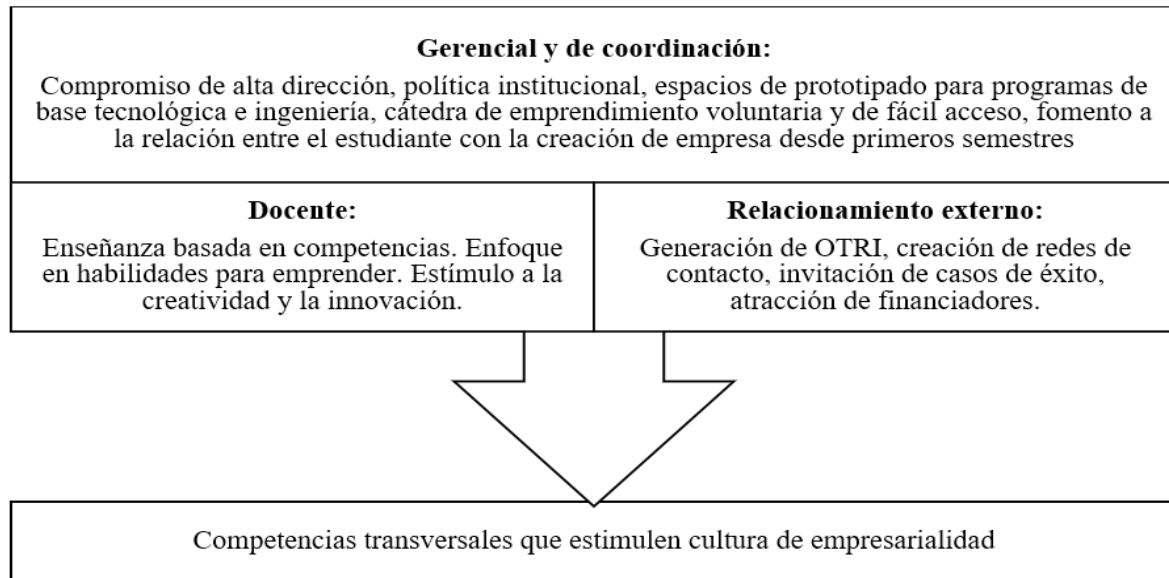 Gerencial y de coordinación:
Compromiso de alta dirección, política institucional, espacios de prototipado para programas de
base tecnológica e ingeniería, cátedra de emprendimiento voluntaria y de fácil acceso, fomento a
la relación entre el estudiante con la creación de empresa desde primeros semestres
Docente:
Enseñanza basada en competencias. Enfoque
en habilidades para emprender. Estímulo a la
creatividad y la innovación.
Relacionamiento externo:
Generación de OTRI, creación de redes de
contacto, invitación de casos de éxito,
atracción de financiadores.
Competencias transversales que estimulen cultura de empresarialidad